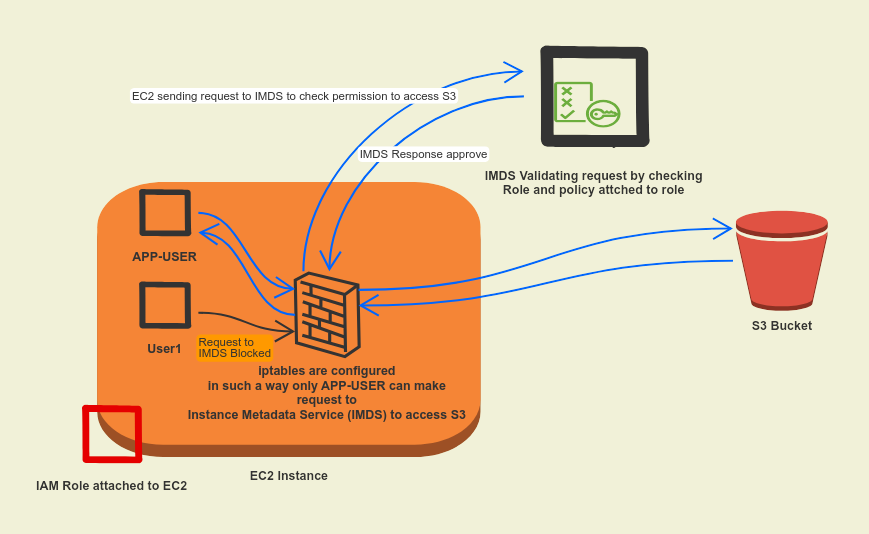 EC2 sending request to IMDS to check permission to access S3
IMDS Response approve
IMDS Validating request by checking
Role and policy attched to role
APP-USER
User1
Request to
IMDS Blocked
iptables are configured
in such a way only APP-USER can make
request to
Instance Metadata Service (IMDS) to access S3
S3 Bucket
EC2 Instance
IAM Role attached to EC2